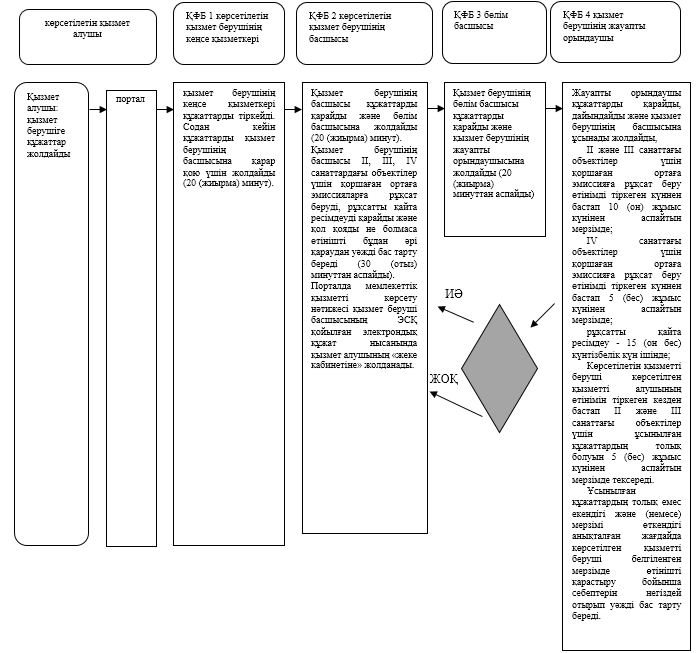 көрсетілетін қызмет
алушы
ҚФБ 1 көрсетілетін
қызмет берушінің
кеңсе қызметкері
ҚФБ 2 көрсетілетін
қызмет берушінің
басшысы
ҚФБ 3 бөлім
басшысы
ҚФБ 4 қызмет
берушінің жауапты
орындаушы
Қызмет
алушы:
қызмет
берушіге
құжаттар
жолдайды
портал
қызмет берушінің
кеңсе қызметкері
құжаттарды тіркейді.
Содан кейін
құжаттарды қызмет
берушінің
басшысына қарар
қою үшін жолдайды
(20 (жиырма) минут).
Қызмет берушінің
басшысы құжаттарды
қарайды және бөлім
басшысына жолдайды
(20 (жиырма) минут).
Қызмет берушінің
басшысы II, III, IV
санаттардағы объектілер
үшін қоршаған ортаға
эмиссияларға рұқсат
беруді, рұқсатты қайта
ресімдеуді қарайды және
қол қояды не болмаса
өтінішті бұдан әрі
қараудан уәжді бас тарту
береді (30 (отыз)
минуттан аспайды).
Порталда мемлекеттік
қызметті көрсету
нәтижесі қызмет беруші
басшысының ЭСҚ
қойылған электрондық
құжат нысанында
қызмет алушының «жеке
кабинетіне» жолданады.
Қызмет берушінің
бөлім басшысы
құжаттарды
қарайды және
қызмет берушінің
жауапты
орындаушысына
жолдайды (20
(жиырма)
минуттан аспайды)
Жауапты орындаушы
құжаттарды қарайды,
дайындайды және қызмет
берушінің басшысына
ұсынады жолдайды,
II және III санаттағы
объектілер үшін
қоршаған ортаға
эмиссияға рұқсат беру
өтінімді тіркеген күннен
бастап 10 (он) жұмыс
күнінен аспайтын
мерзімде;
IV санаттағы
объектілер үшін
қоршаған ортаға
эмиссияға рұқсат беру
өтінімді тіркеген күннен
бастап 5 (бес) жұмыс
күнінен аспайтын
мерзімде;
рұқсатты қайта
ресімдеу - 15 (он бес)
күнтізбелік күн ішінде;
Көрсетілетін қызметті
беруші көрсетілген
қызметті алушының
өтінімін тіркеген кезден
бастап II және III
санаттағы объектілер
үшін ұсынылған
құжаттардың толық
болуын 5 (бес) жұмыс
күнінен аспайтын
мерзімде тексереді.
Ұсынылған
құжаттардың толық емес
екендігі және (немесе)
мерзімі өткендігі
анықталған жағдайда
көрсетілген қызметті
беруші белгіленген
мерзімде өтінішті
қарастыру бойынша
себептерін негіздей
отырып уәжді бас тарту
береді.
ИӘ
ЖОҚ